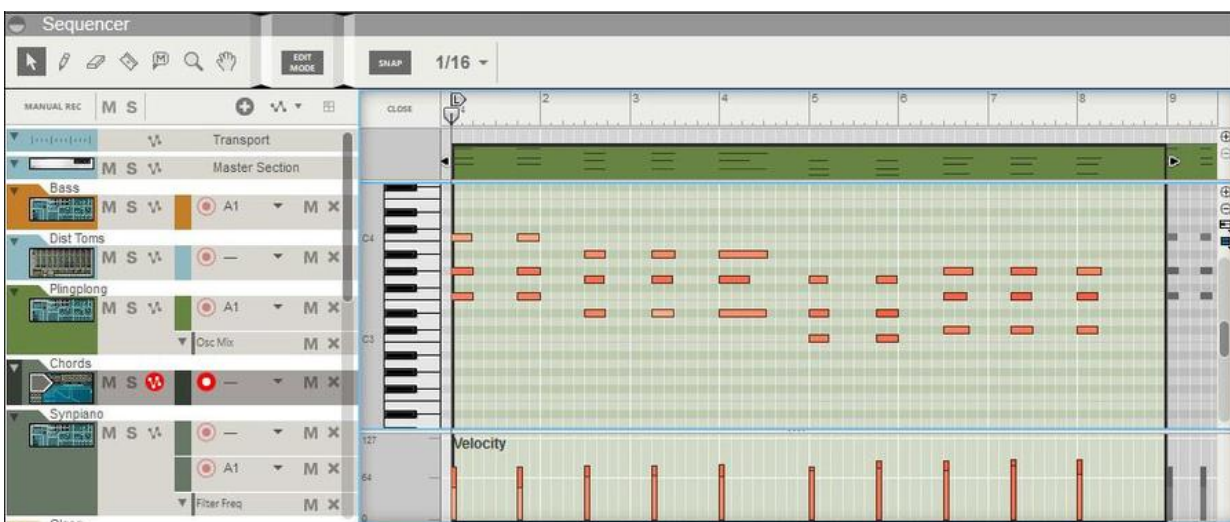 Sequencer
EDIT MODE
SNAP
1/16
MANUAL REC
M S
CLOSE
L
1 2 3 4 5 6 7 8 9
Transport
Master Section
M S
Bass
M S
A1
M
Dist Toms
M S
—
M
Plingplong
M S
A1
M
Osc Mix
M
Chords
M S
—
M
Synpiano
M S
—
M
A1
M
Filter Freq
M
C4
C3
127
64
0
Velocity